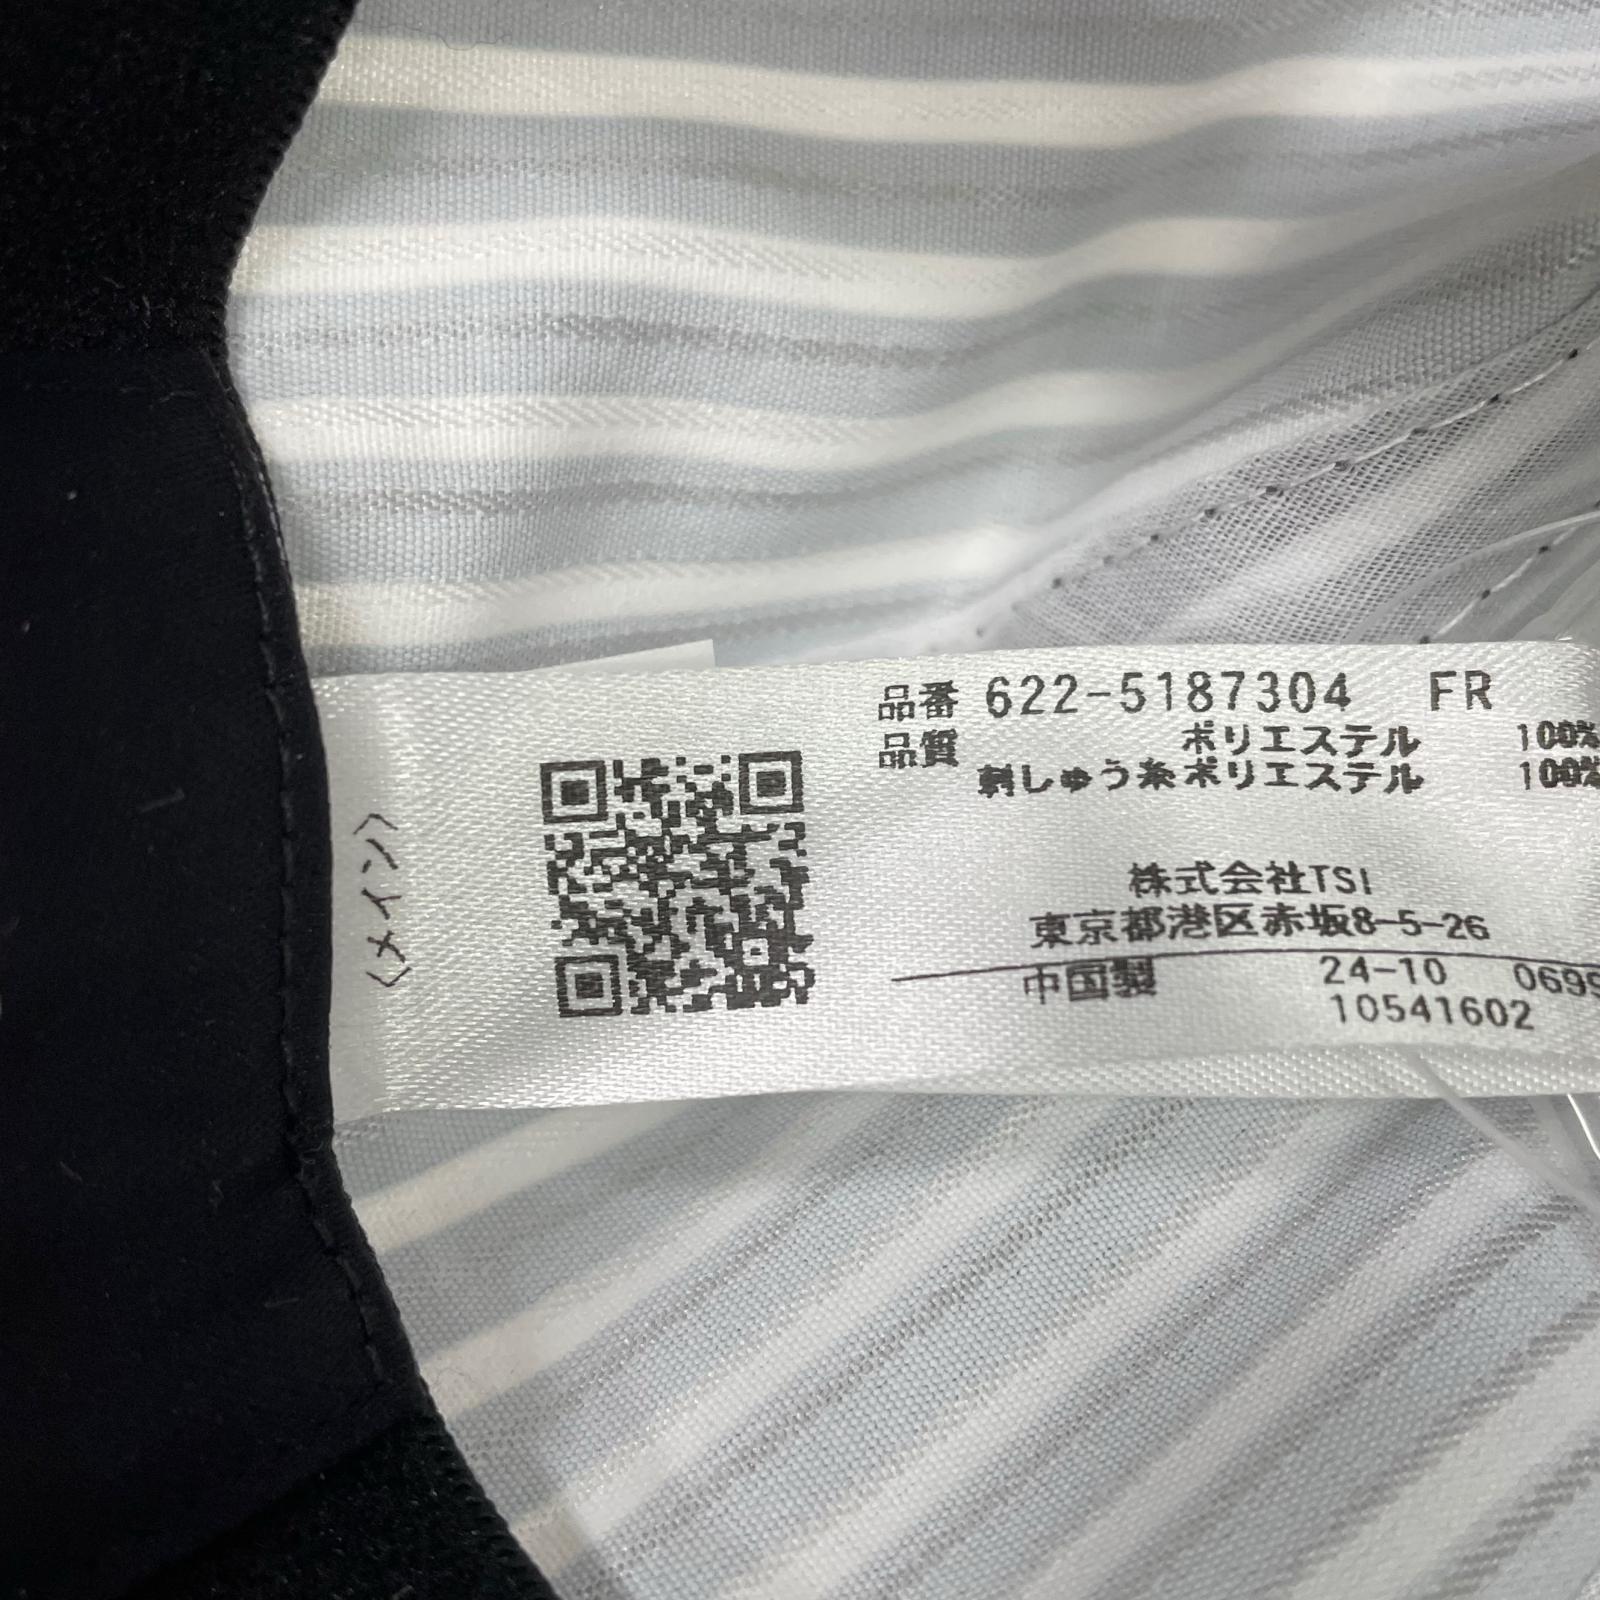 〈メイン〉
品番 622-5187304 FR
品質 ポリエステル 100%
刺しゅう糸ポリエステル 100%
株式会社TSI
東京都港区赤坂8-5-26
中国製 24-10 0699
10541602